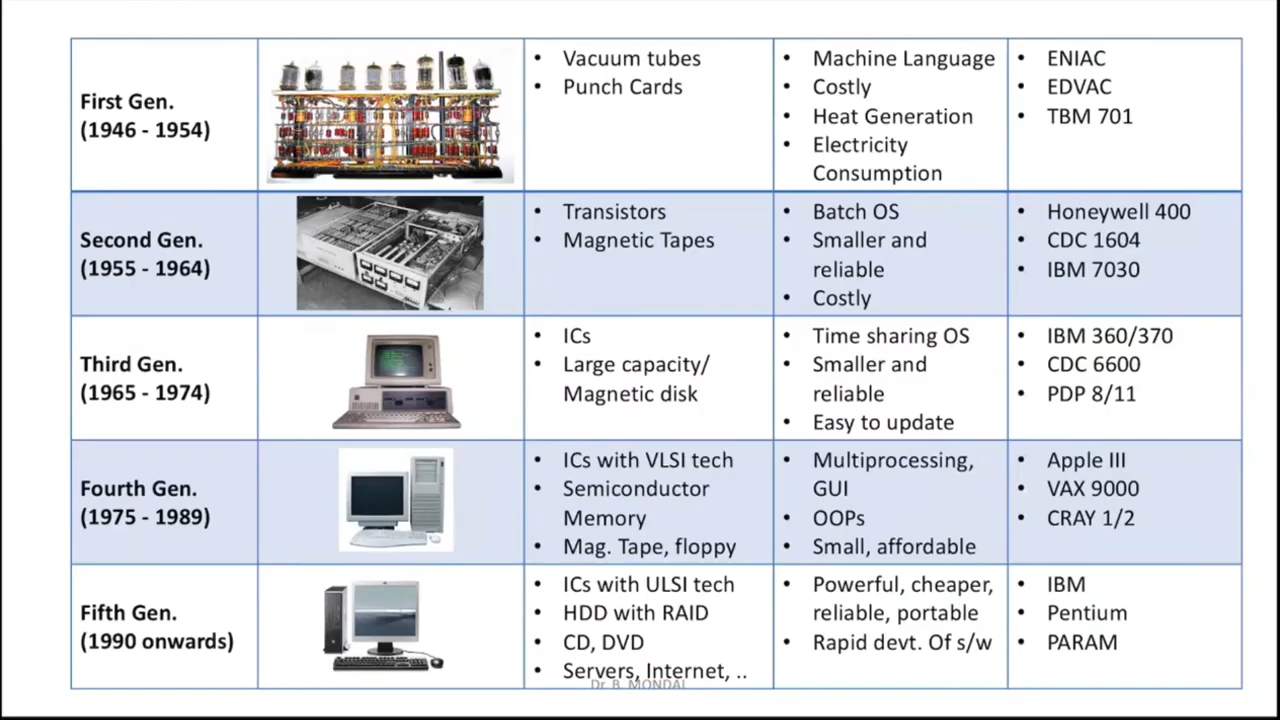 First Gen.
(1946 - 1954)
• Vacuum tubes
• Punch Cards
• Machine Language
• Costly
• Heat Generation
• Electricity
Consumption
• ENIAC
• EDVAC
• TBM 701
Second Gen.
(1955 - 1964)
• Transistors
• Magnetic Tapes
• Batch OS
• Smaller and
reliable
• Costly
• Honeywell 400
• CDC 1604
• IBM 7030
Third Gen.
(1965 - 1974)
• ICs
• Large capacity/
Magnetic disk
• Time sharing OS
• Smaller and
reliable
• Easy to update
• IBM 360/370
• CDC 6600
• PDP 8/11
Fourth Gen.
(1975 - 1989)
• ICs with VLSI tech
• Semiconductor
Memory
• Mag. Tape, floppy
• Multiprocessing,
GUI
• OOPs
• Small, affordable
• Apple III
• VAX 9000
• CRAY 1/2
Fifth Gen.
(1990 onwards)
• ICs with ULSI tech
• HDD with RAID
• CD, DVD
• Servers, Internet, ..
• Powerful, cheaper,
reliable, portable
• Rapid devt. Of s/w
• IBM
• Pentium
• PARAM
Dr. B. MONDAL